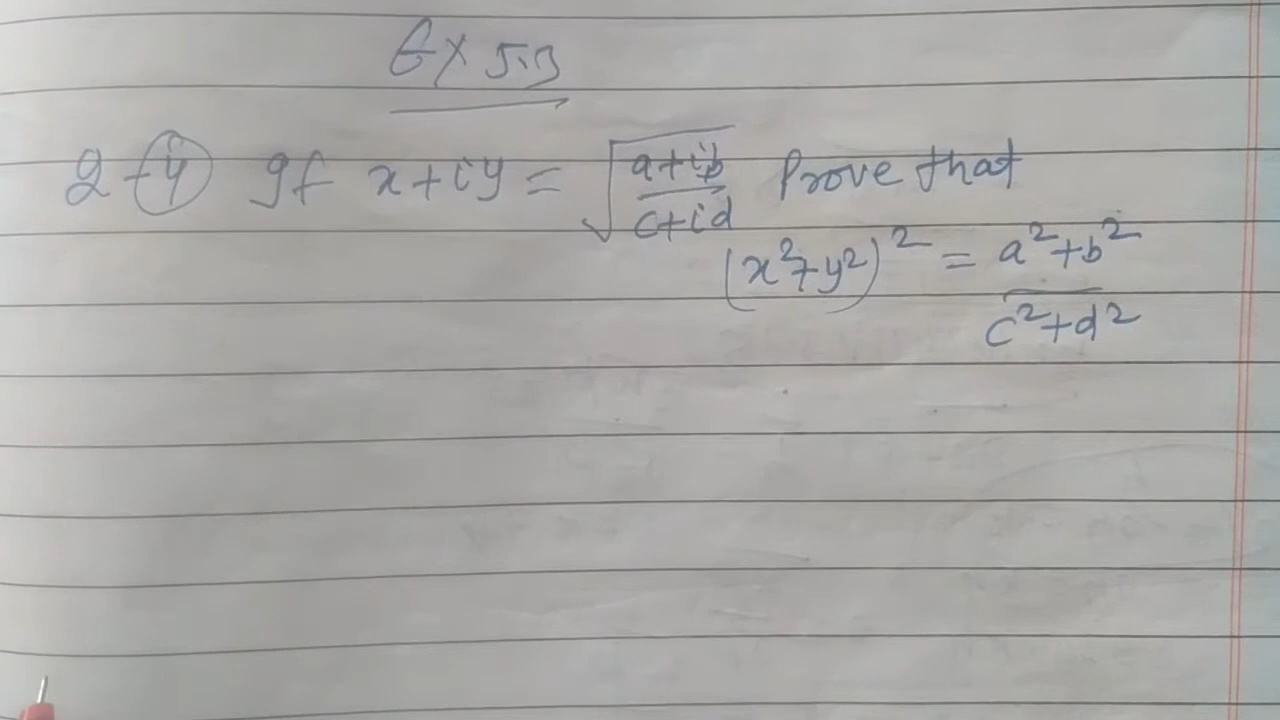 Ex 5.3
Q-4 If x+iy = √(a+ib)/(c+id) Prove that
(x²+y²)² = (a²+b²)/(c²+d²)